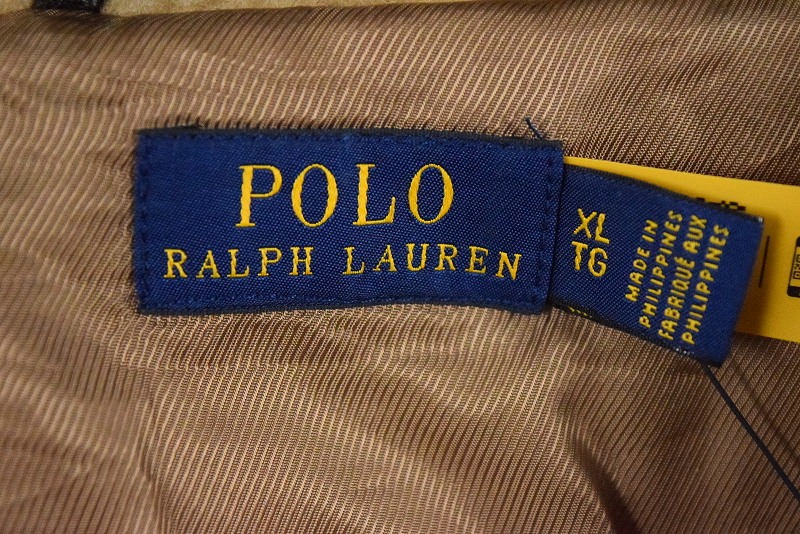 POLO
RALPH LAUREN
XL
TG
MADE IN
PHILIPPINES
FABRIQUÉ AUX
PHILIPPINES